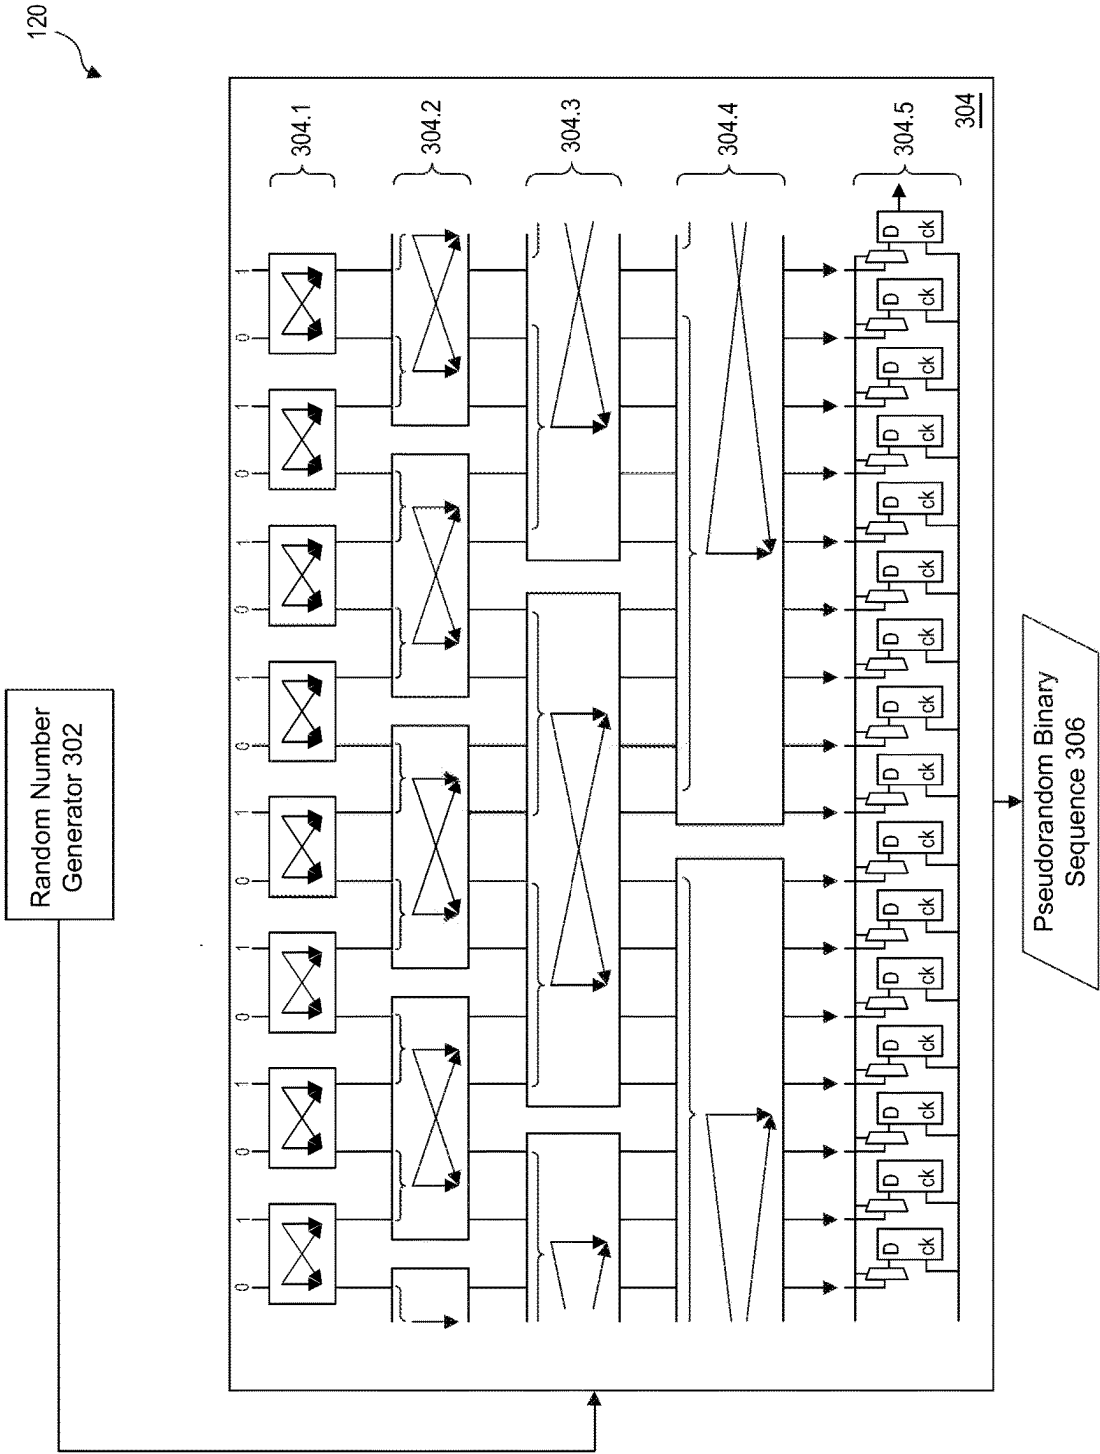 120
Random Number
Generator 302
0 1 0 1 0 1 0 1 0 1 0 1 0 1 0 1
304.1
304.2
304.3
304.4
D D D D D D D D D D D D D D D D
304.5
ck ck ck ck ck ck ck ck ck ck ck ck ck ck ck ck
304
Pseudorandom Binary
Sequence 306